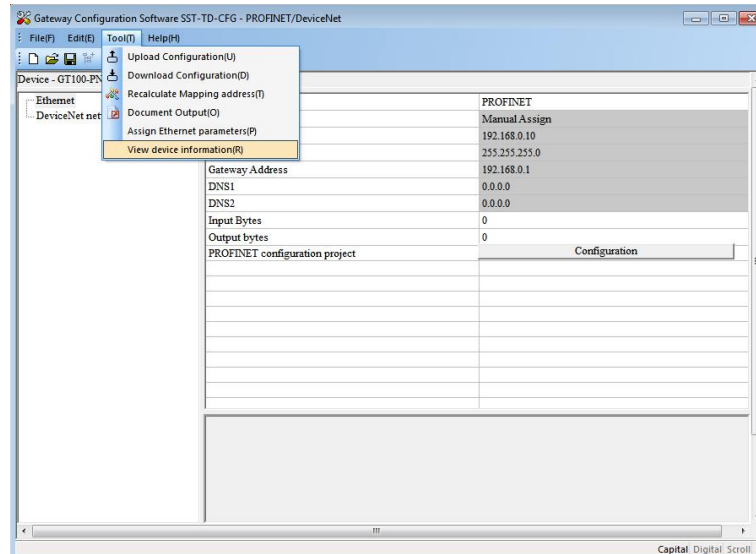 Gateway Configuration Software SST-TD-CFG - PROFINET/DeviceNet
File(F) Edit(E) Tool(T) Help(H)
Upload Configuration(U)
Download Configuration(D)
Recalculate Mapping address(T)
Document Output(O)
Assign Ethernet parameters(P)
View device information(R)
Device - GT100-PN
Ethernet
DeviceNet net
PROFINET
Manual Assign
192.168.0.10
255.255.255.0
Gateway Address 192.168.0.1
DNS1 0.0.0.0
DNS2 0.0.0.0
Input Bytes 0
Output bytes 0
PROFINET configuration project Configuration
Capital Digital Scroll